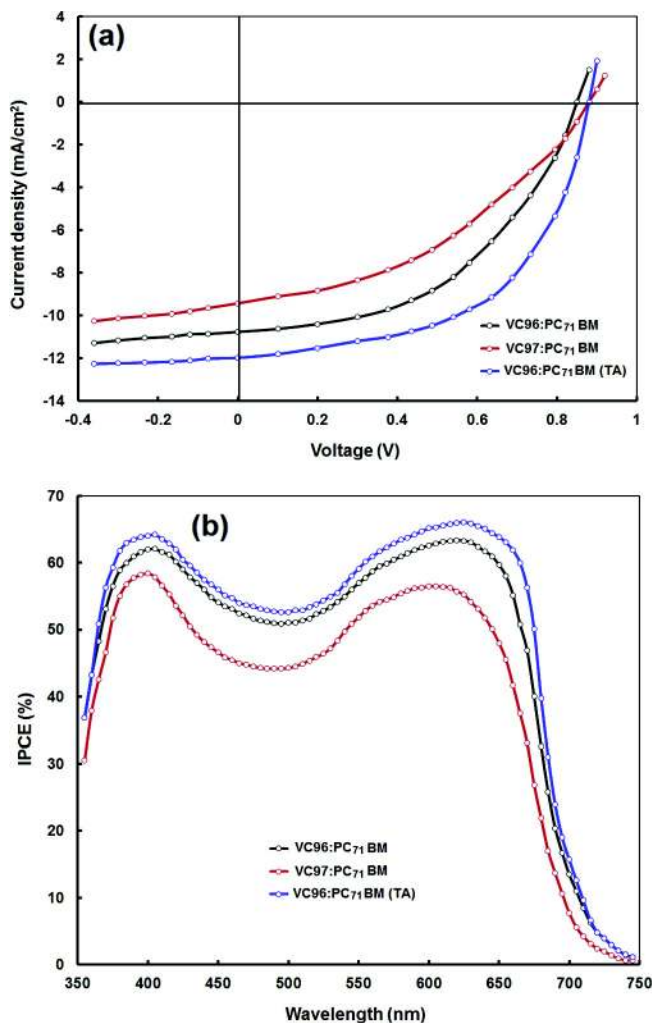 (a)
Current density (mA/cm²)
4
2
0
-2
-4
-6
-8
-10
-12
-14
-0.4
-0.2
0
0.2
0.4
0.6
0.8
1
Voltage (V)
VC96:PC₇₁BM
VC97:PC₇₁BM
VC96:PC₇₁BM (TA)
(b)
IPCE (%)
70
60
50
40
30
20
10
0
350
400
450
500
550
600
650
700
750
Wavelength (nm)
VC96:PC₇₁BM
VC97:PC₇₁BM
VC96:PC₇₁BM (TA)